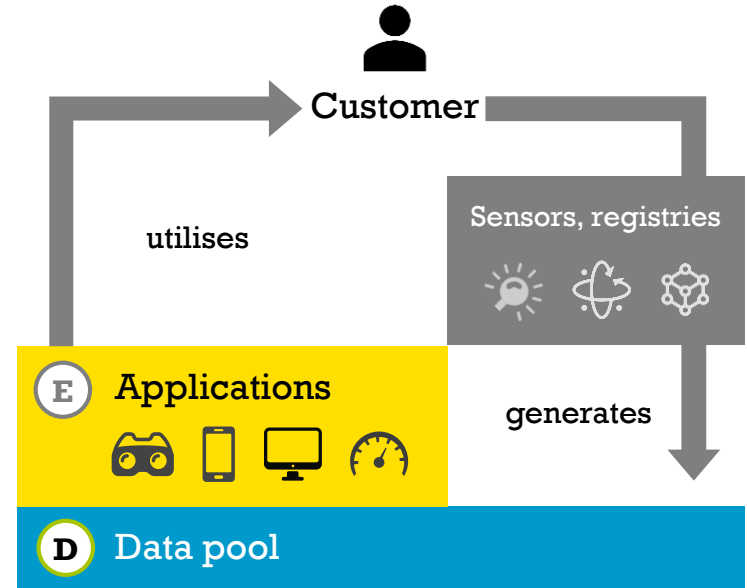 Customer
Sensors, registries
utilises
E Applications
generates
D Data pool